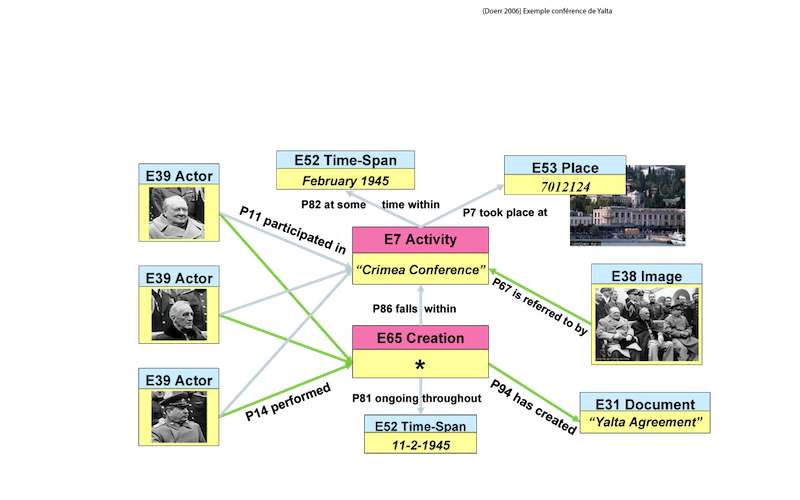 (Doerr 2006) Exemple conférence de Yalta
E52 Time-Span
February 1945
E53 Place
7012124
E39 Actor
P82 at some time within
P7 took place at
P11 participated in
E7 Activity
“Crimea Conference”
E39 Actor
P67 is referred to by
E38 Image
P86 falls within
E65 Creation
*
E39 Actor
P14 performed
P81 ongoing throughout
P94 has created
E52 Time-Span
11-2-1945
E31 Document
“Yalta Agreement”